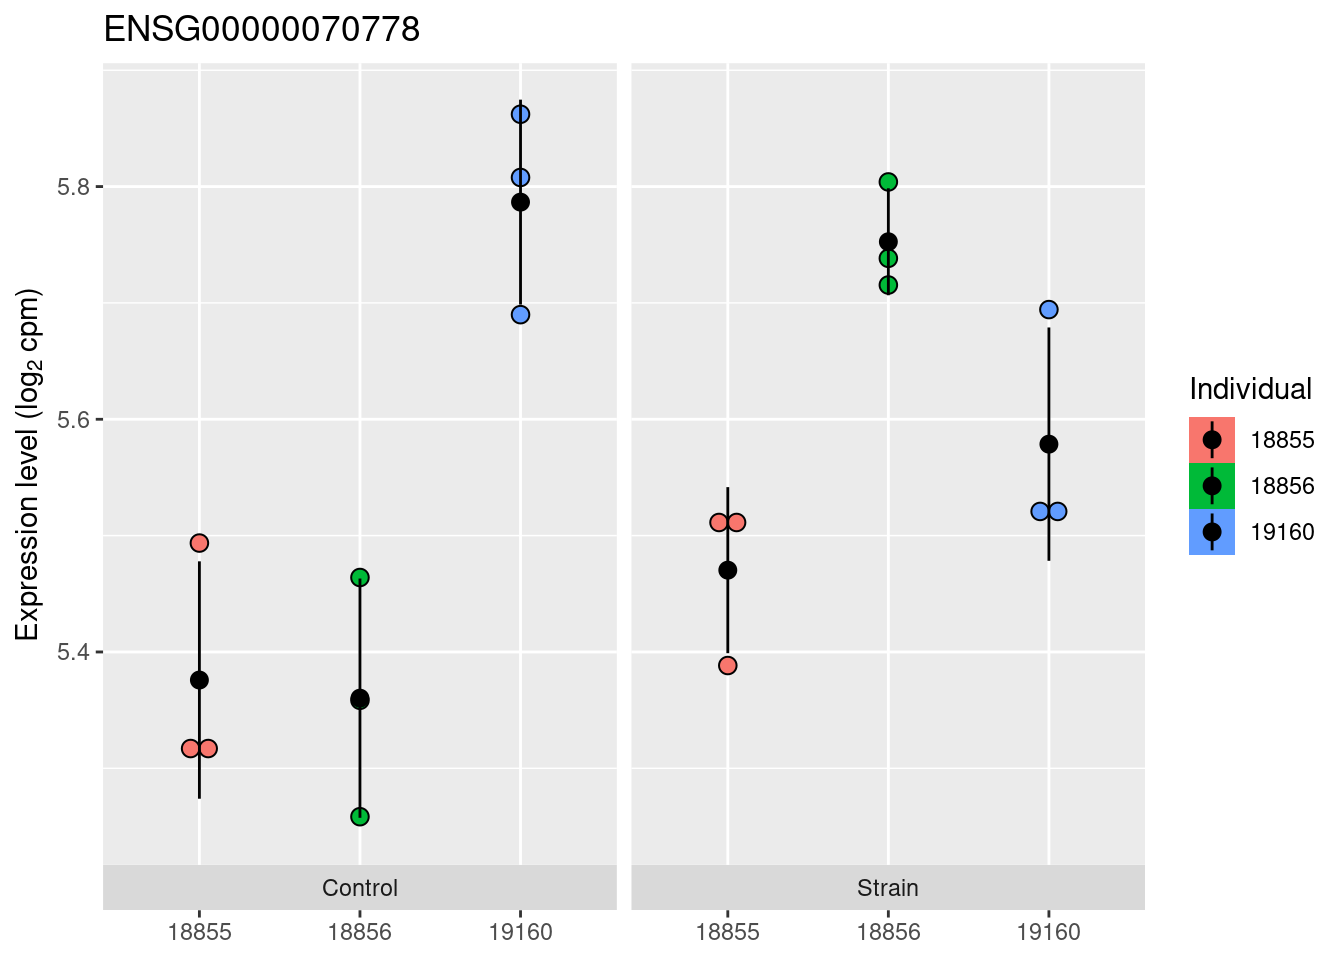 ENSG00000070778
Expression level (log₂ cpm)
5.8
5.6
5.4
Control
Strain
18855
18856
19160
18855
18856
19160
Individual
18855
18856
19160